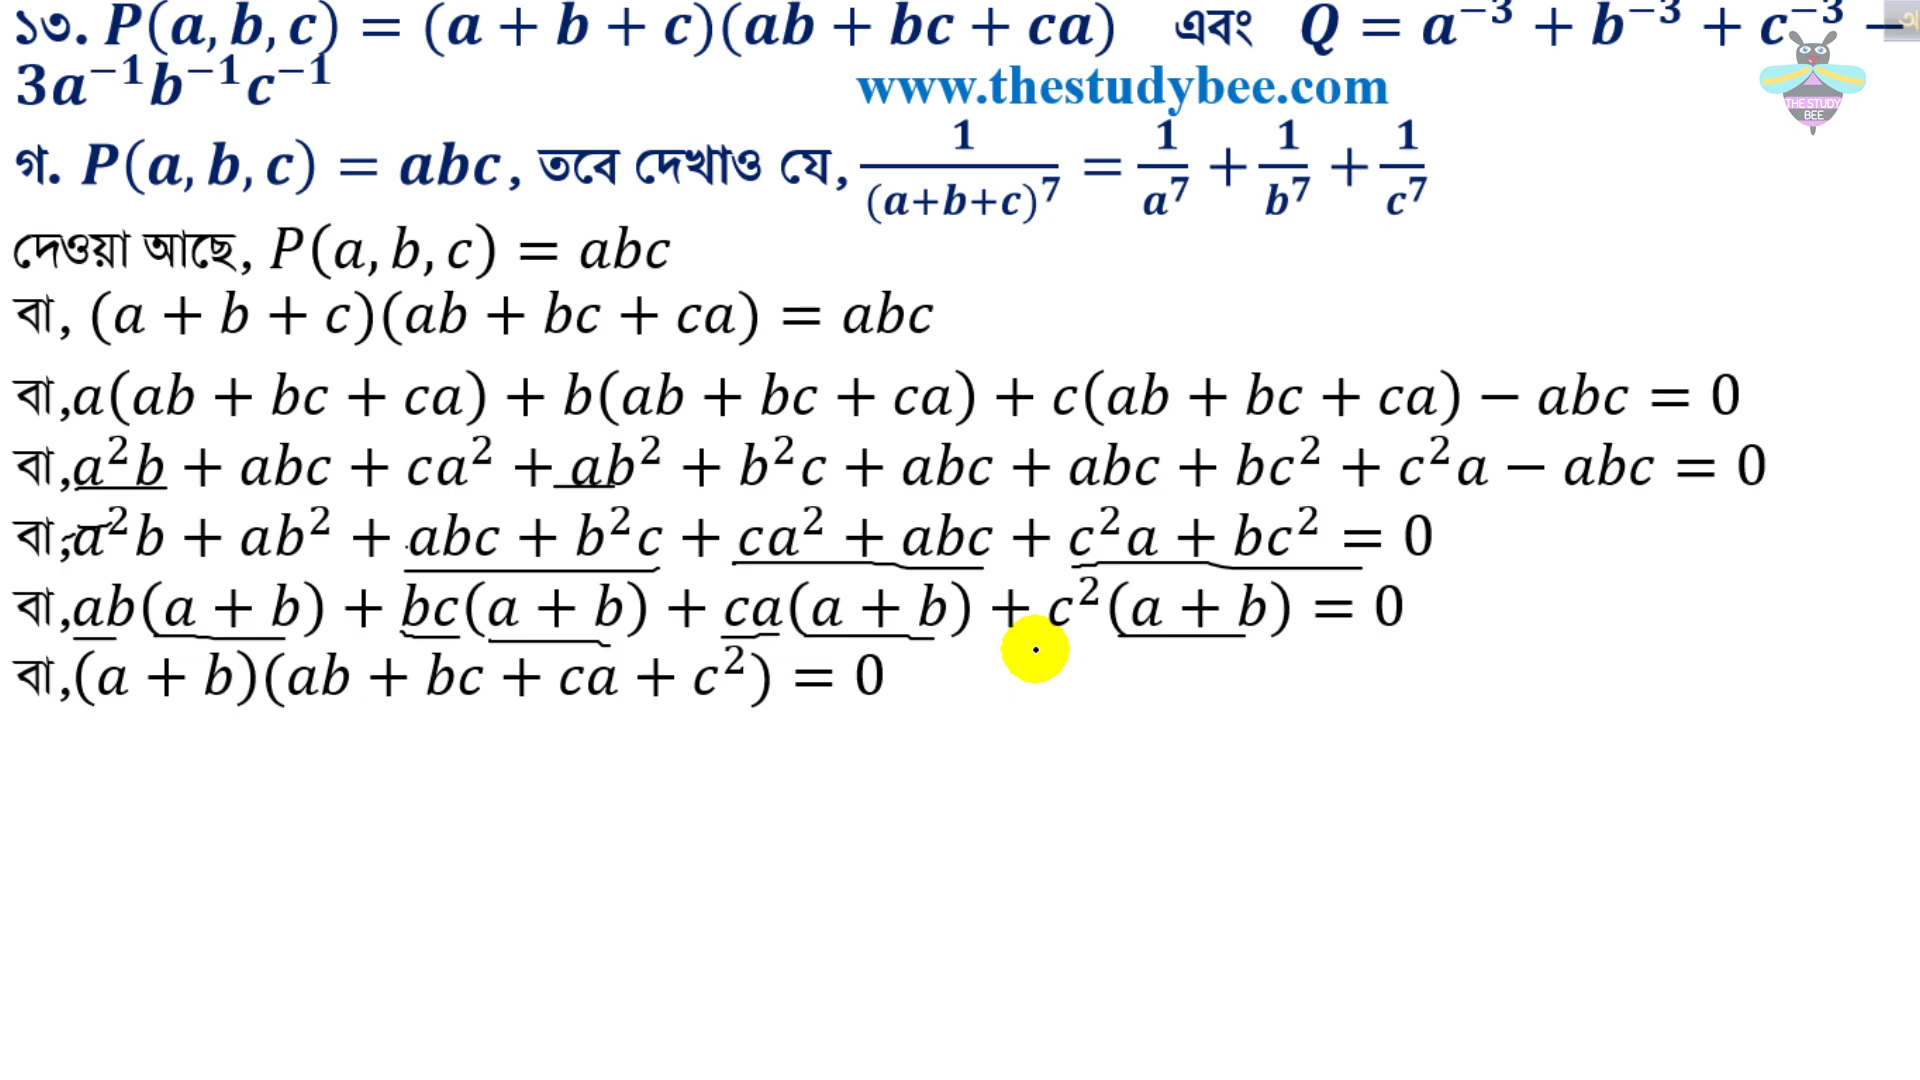 ১৩. P(a, b, c) = (a + b + c)(ab + bc + ca) এবং Q = a⁻³ + b⁻³ + c⁻³ −
3a⁻¹b⁻¹c⁻¹
www.thestudybee.com
THE STUDY
BEE
গ. P(a, b, c) = abc, তবে দেখাও যে, 1/(a+b+c)⁷ = 1/a⁷ + 1/b⁷ + 1/c⁷
দেওয়া আছে, P(a, b, c) = abc
বা, (a + b + c)(ab + bc + ca) = abc
বা,a(ab + bc + ca) + b(ab + bc + ca) + c(ab + bc + ca) − abc = 0
বা,a²b + abc + ca² + ab² + b²c + abc + abc + bc² + c²a − abc = 0
বা,a²b + ab² + abc + b²c + ca² + abc + c²a + bc² = 0
বা,ab(a + b) + bc(a + b) + ca(a + b) + c²(a + b) = 0
বা,(a + b)(ab + bc + ca + c²) = 0